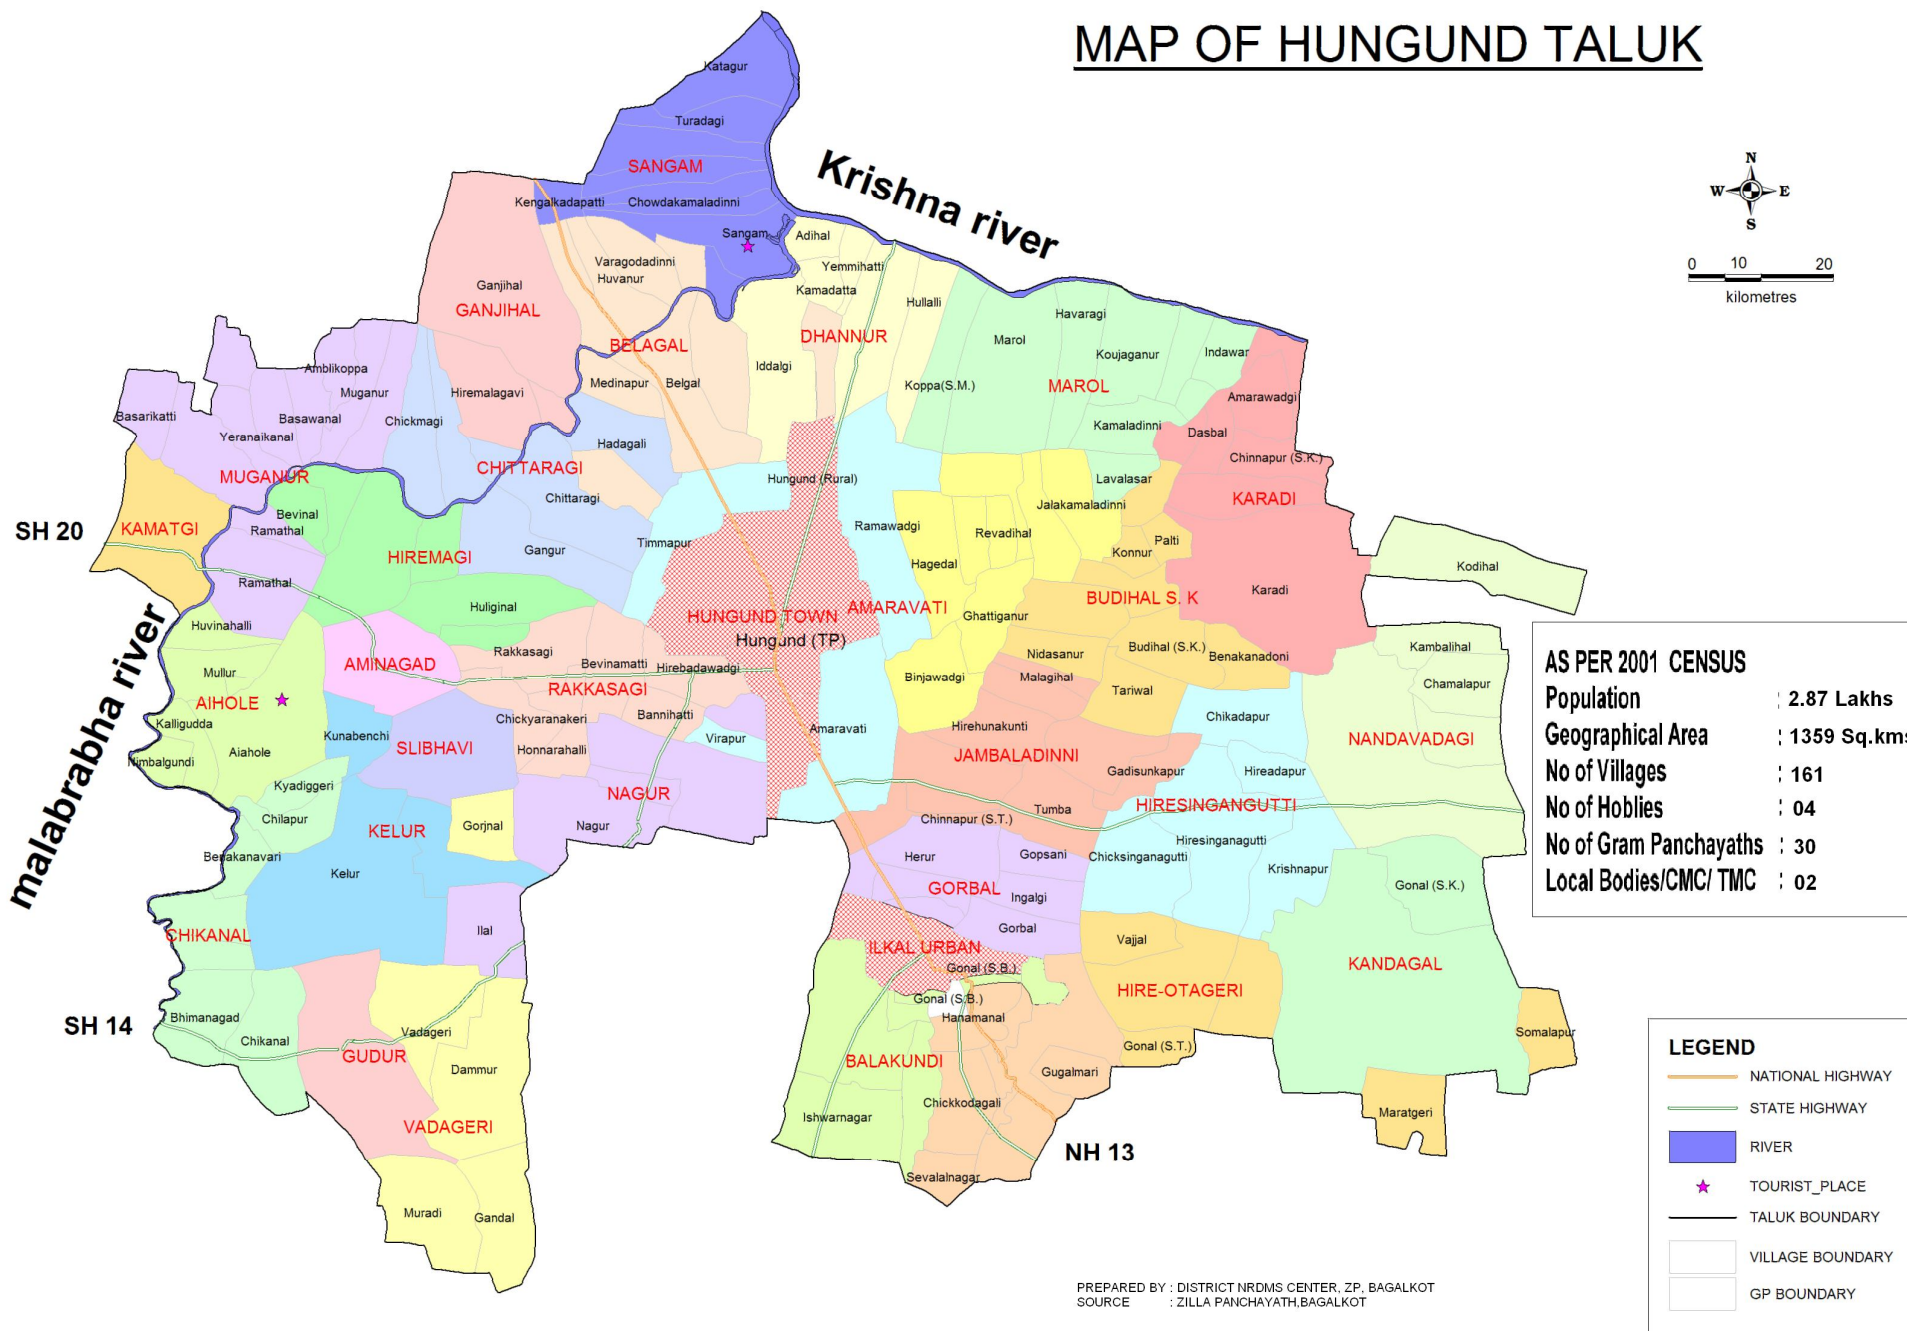 MAP OF HUNGUND TALUK
Katagur
Turadagi
SANGAM
Krishna river
N
W E
S
Kengalkadapatti
Chowdakamaladinni
Sangam
Adihal
0 10 20
kilometres
Varagodadinni
Huvanur
Yemmihatti
Kamadatta
Ganjihal
GANJIHAL
Hullalli
Havaragi
BELAGAL
DHANNUR
Marol
Koujaganur
Indawar
Iddalgi
Amblikoppa
Muganur
Hiremalagavi
Medinapur
Belgal
Koppa(S.M.)
MAROL
Amarawadgi
Basarikatti
Basawanal
Chickmagi
Yeranaikanal
Hadagali
Kamaladinni
Dasbal
Chinnapur (S.K.)
MUGANUR
CHITTARAGI
Hungund (Rural)
Lavalasar
KARADI
Chittaragi
Jalakamaladinni
SH 20
KAMATGI
Bevinal
Ramathal
Timmapur
Ramawadgi
Revadihal
Palti
Konnur
HIREMAGI
Gangur
Hagedal
Kodihal
Ramathal
Karadi
Huliginal
BUDIHAL S. K
HUNGUND TOWN
AMARAVATI
Ghattiganur
Huvinahalli
Hungund (TP)
malabrabha river
Rakkasagi
Bevinamatti
Hirebadawadgi
Nidasanur
Budihal (S.K.)
Benakanadoni
Kambalihal
AS PER 2001 CENSUS
Population : 2.87 Lakhs
Geographical Area : 1359 Sq.kms
No of Villages : 161
No of Hoblies : 04
No of Gram Panchayaths : 30
Local Bodies/CMC/ TMC : 02
Mullur
AMINAGAD
RAKKASAGI
Binjawadgi
Malagihal
Tariwal
Chamalapur
AIHOLE
Kalligudda
Chickyaranakeri
Bannihatti
Hirehunakunti
Chikadapur
Kunabenchi
SLIBHAVI
Honnarahalli
Virapur
Amaravati
JAMBALADINNI
NANDAVADAGI
Nimbalgundi
Aiahole
Gadisunkapur
Hireadapur
Kyadiggeri
NAGUR
HIRESINGANGUTTI
Tumba
Chilapur
KELUR
Gorjnal
Nagur
Chinnapur (S.T.)
Hiresinganagutti
Benakanavari
Kelur
Herur
Gopsani
Chicksinganagutti
Krishnapur
GORBAL
Gonal (S.K.)
Ingalgi
CHIKANAL
Ilal
Gorbal
Vajjal
ILKAL URBAN
Gonal (S.B.)
KANDAGAL
HIRE-OTAGERI
Gonal (S.B.)
SH 14
Bhimanagad
Hanamanal
Chikanal
Vadageri
Somalapur
GUDUR
Gonal (S.T.)
BALAKUNDI
Dammur
Gugalmari
Chickkodagali
Ishwarnagar
Maratgeri
VADAGERI
NH 13
Sevalalnagar
Muradi
Gandal
LEGEND
NATIONAL HIGHWAY
STATE HIGHWAY
RIVER
TOURIST_PLACE
TALUK BOUNDARY
VILLAGE BOUNDARY
GP BOUNDARY
PREPARED BY : DISTRICT NRDMS CENTER, ZP, BAGALKOT
SOURCE : ZILLA PANCHAYATH,BAGALKOT